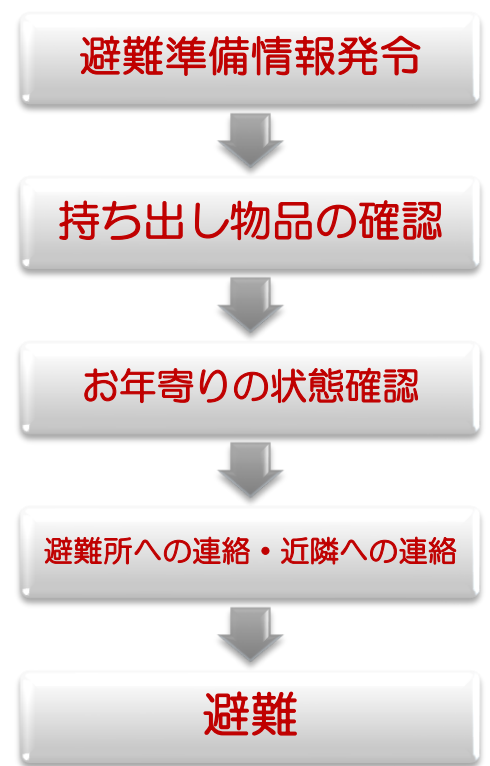 避難準備情報発令
持ち出し物品の確認
お年寄りの状態確認
避難所への連絡・近隣への連絡
避難